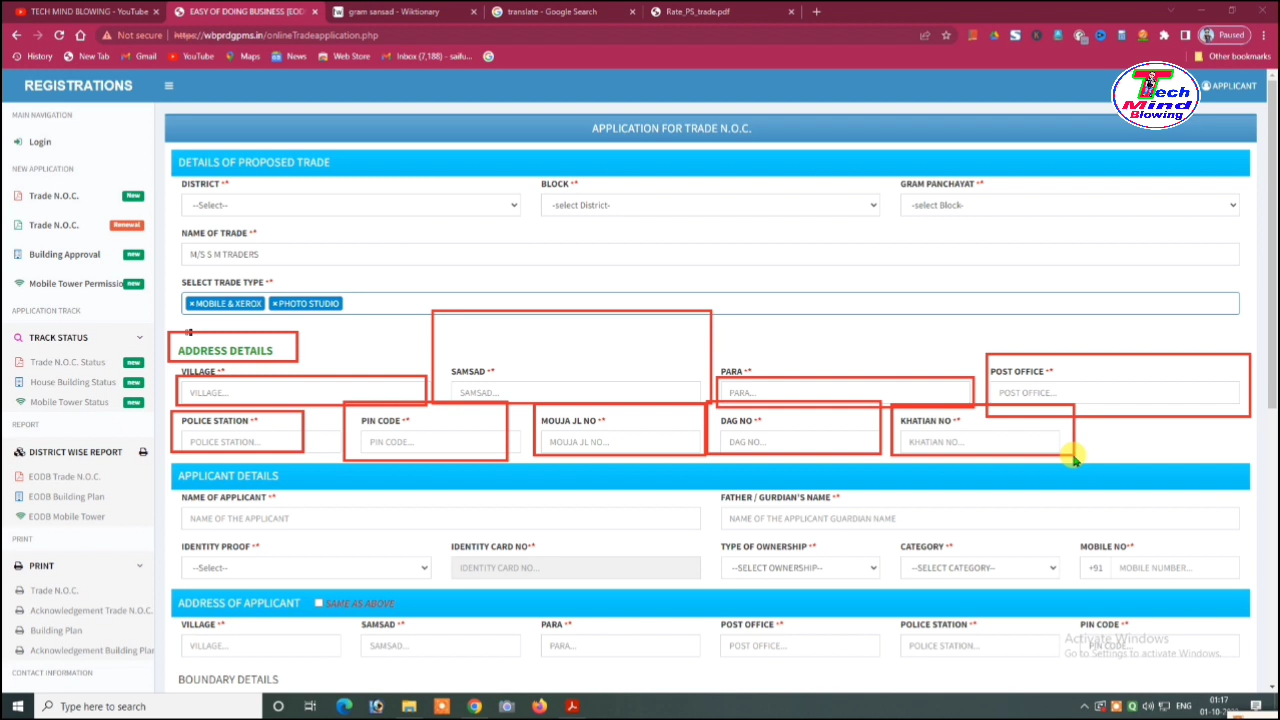 TECH MIND BLOWING - YouTube
EASY OF DOING BUSINESS [EOD
gram sansad - Wiktionary
translate - Google Search
Rate_PS_trade.pdf
Not secure https://wbprdgpms.in/onlineTradeapplication.php
Paused
History New Tab Gmail YouTube Maps News Web Store Inbox (7,188) - saifu... Other bookmarks
REGISTRATIONS
APPLICANT
Tech
Mind
Blowing
MAIN NAVIGATION
Login
NEW APPLICATION
Trade N.O.C. New
Trade N.O.C. Renewal
Building Approval new
Mobile Tower Permissio new
APPLICATION TRACK
TRACK STATUS
Trade N.O.C. Status new
House Building Status new
Mobile Tower Status new
REPORT
DISTRICT WISE REPORT
EODB Trade N.O.C.
EODB Building Plan
EODB Mobile Tower
PRINT
PRINT
Trade N.O.C.
Acknowledgement Trade N.O.C.
Building Plan
Acknowledgement Building Plan
CONTACT INFORMATION
APPLICATION FOR TRADE N.O.C.
DETAILS OF PROPOSED TRADE
DISTRICT ** BLOCK ** GRAM PANCHAYAT **
--Select-- -select District- -select Block-
NAME OF TRADE **
M/S S M TRADERS
SELECT TRADE TYPE **
× MOBILE & XEROX × PHOTO STUDIO
ADDRESS DETAILS
VILLAGE ** SAMSAD ** PARA ** POST OFFICE **
VILLAGE... SAMSAD... PARA... POST OFFICE...
POLICE STATION ** PIN CODE ** MOUJA JL NO ** DAG NO ** KHATIAN NO **
POLICE STATION... PIN CODE... MOUJA JL NO... DAG NO... KHATIAN NO...
APPLICANT DETAILS
NAME OF APPLICANT ** FATHER / GURDIAN'S NAME **
NAME OF THE APPLICANT NAME OF THE APPLICANT GUARDIAN NAME
IDENTITY PROOF ** IDENTITY CARD NO** TYPE OF OWNERSHIP ** CATEGORY ** MOBILE NO**
--Select-- IDENTITY CARD NO... --SELECT OWNERSHIP-- --SELECT CATEGORY-- +91 MOBILE NUMBER...
ADDRESS OF APPLICANT SAME AS ABOVE
VILLAGE ** SAMSAD ** PARA ** POST OFFICE ** POLICE STATION ** PIN CODE **
VILLAGE... SAMSAD... PARA... POST OFFICE... POLICE STATION... PIN CODE...
BOUNDARY DETAILS
Activate Windows
Go to Settings to activate Windows.
Type here to search
ENG
01:17